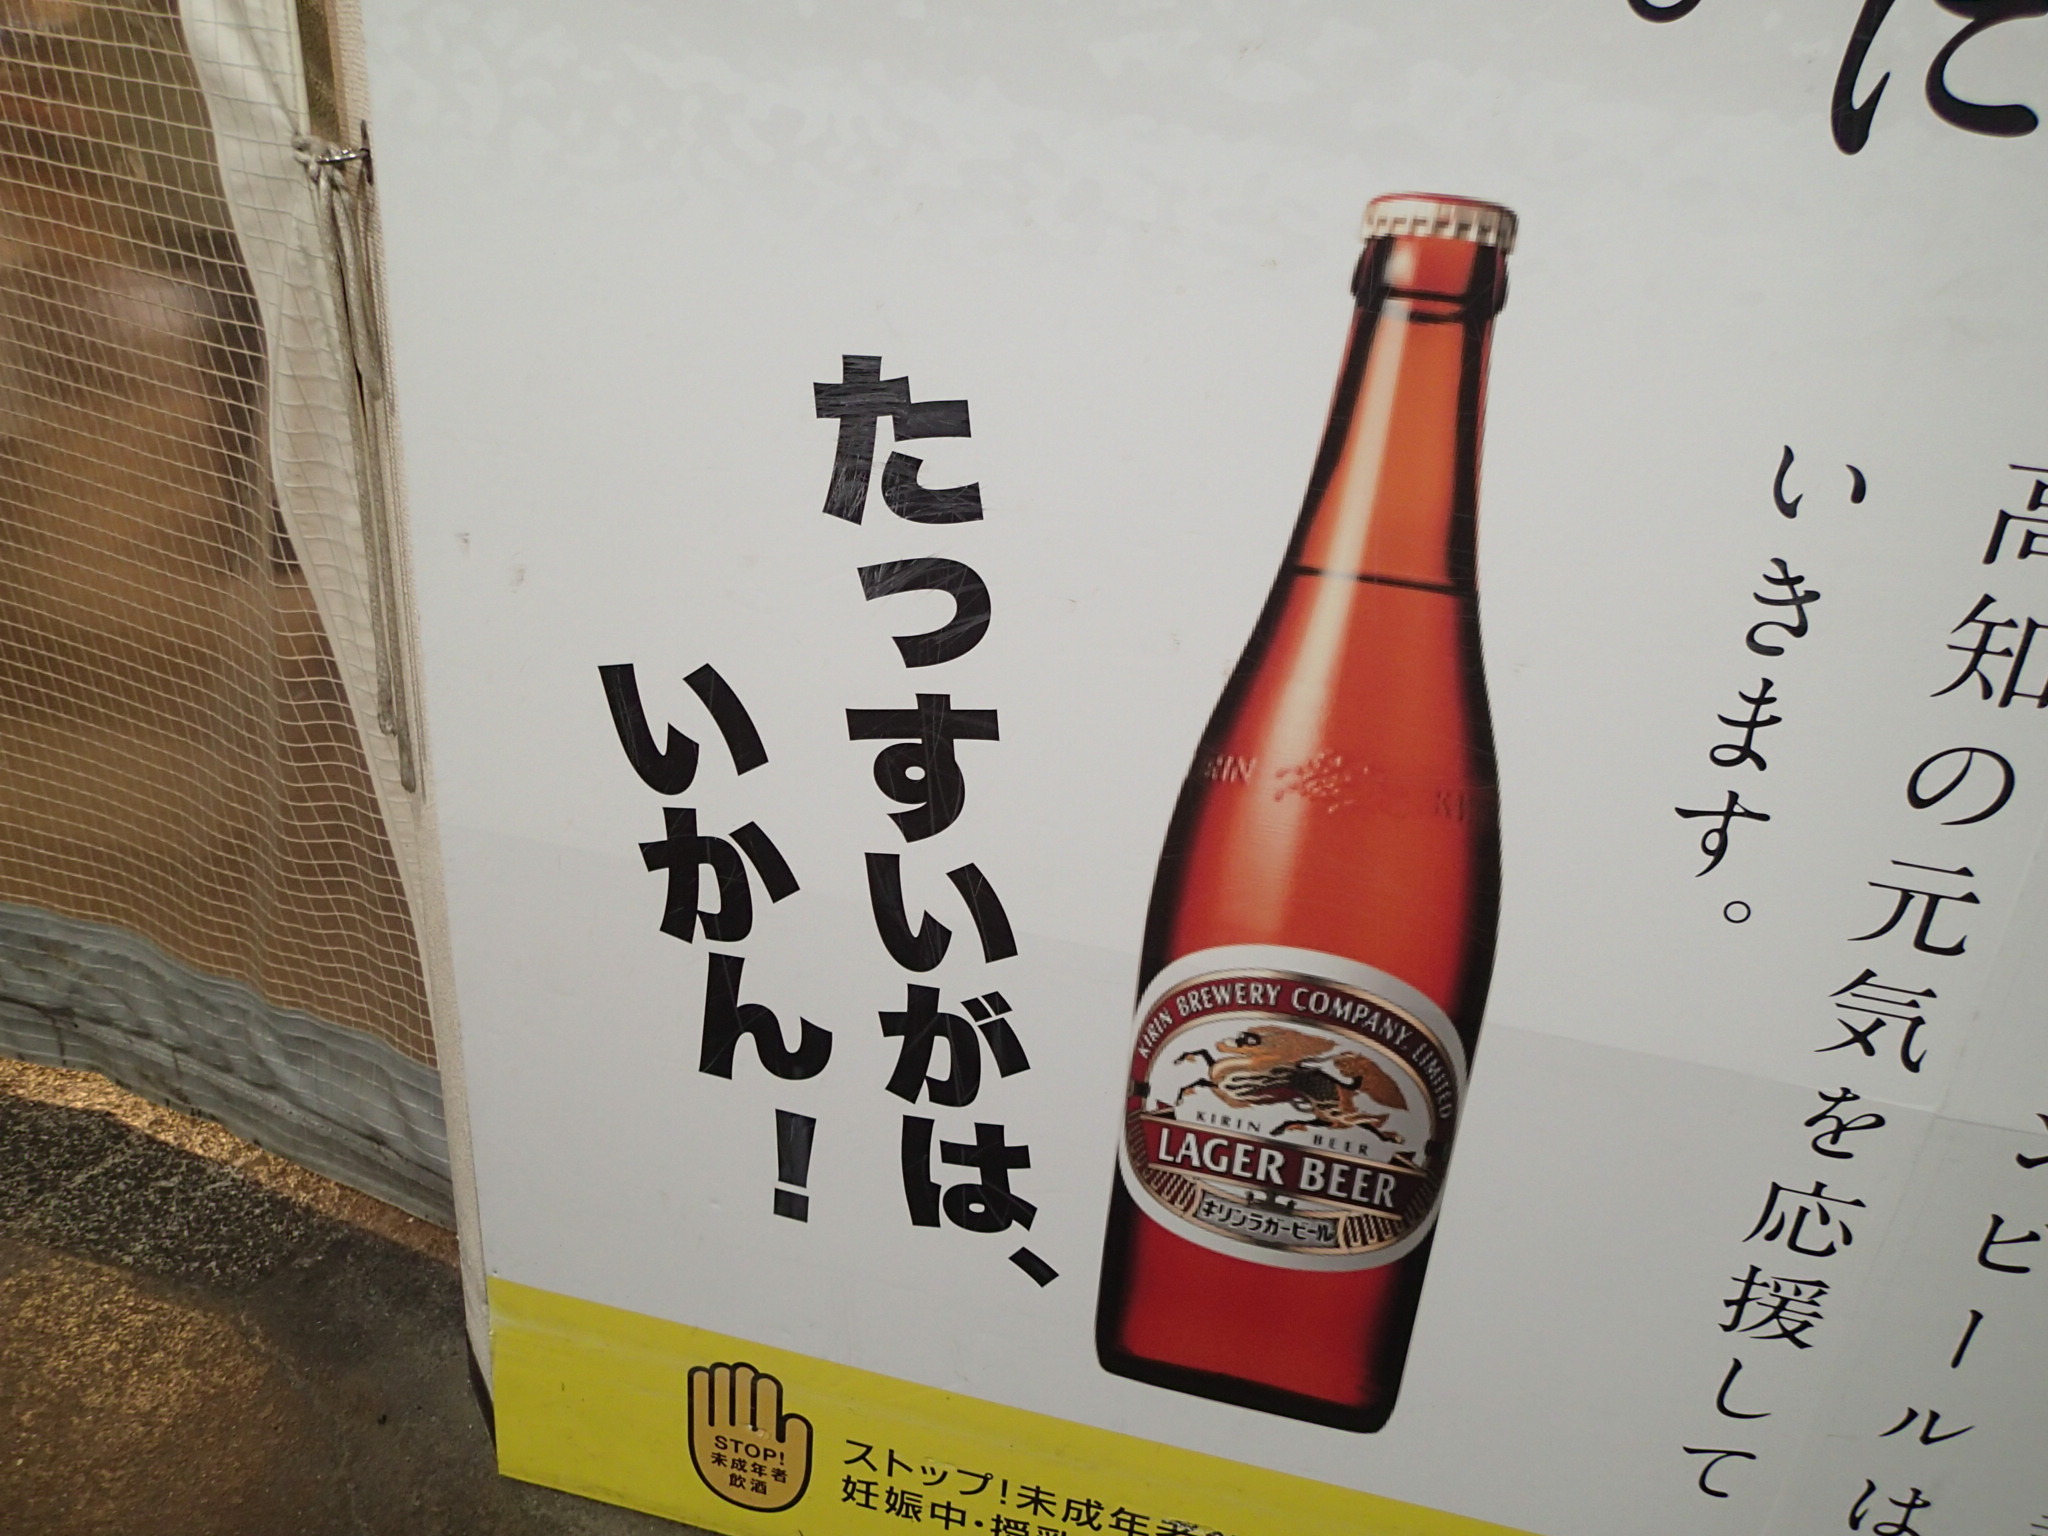 に
ビールは
高知の元気を応援して
いきます。
たっすいがは、
いかん！
KIRIN BREWERY COMPANY, LIMITED
KIRIN BEER
LAGER BEER
キリンラガービール
STOP!
未成年者
飲酒
ストップ！未成年者
妊娠中・授乳